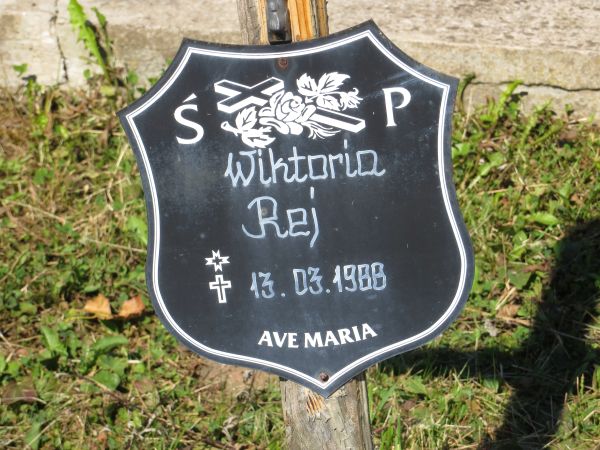 Ś P
Wiktoria
Rej
13.03.1988
AVE MARIA